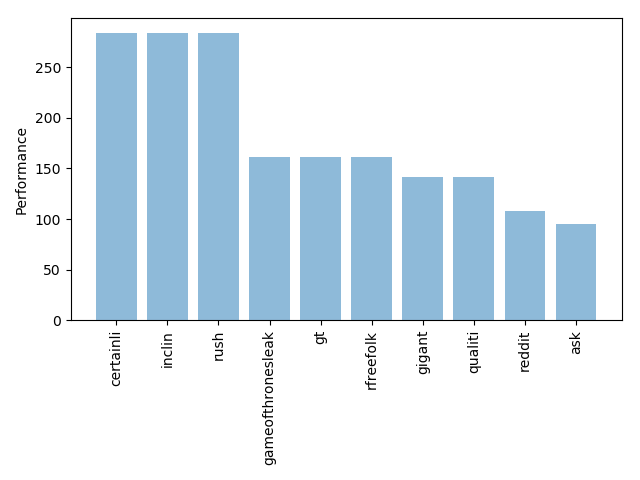 Performance
250
200
150
100
50
0
certainli
inclin
rush
gameofthronesleak
gt
rfreefolk
gigant
qualiti
reddit
ask